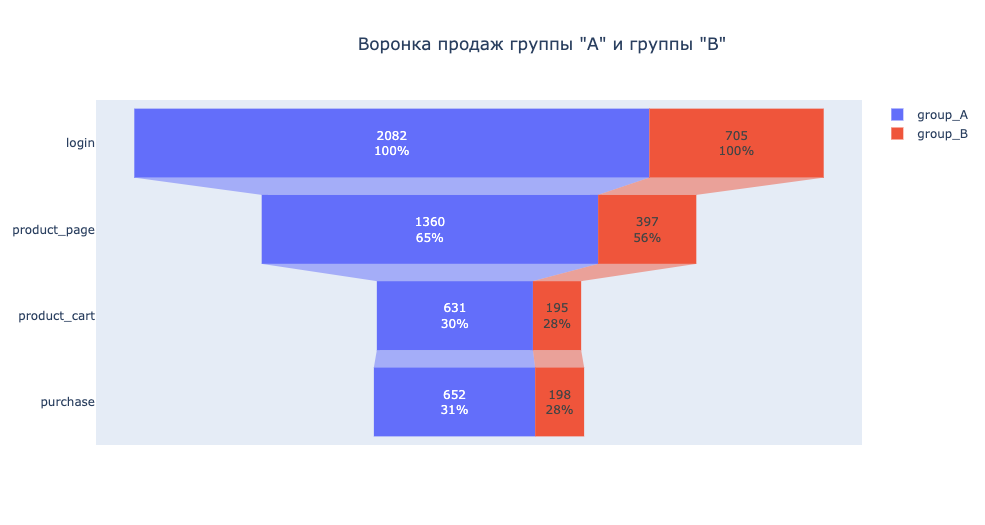 Воронка продаж группы "A" и группы "B"
group_A
group_B
login
2082
100%
705
100%
product_page
1360
65%
397
56%
product_cart
631
30%
195
28%
purchase
652
31%
198
28%